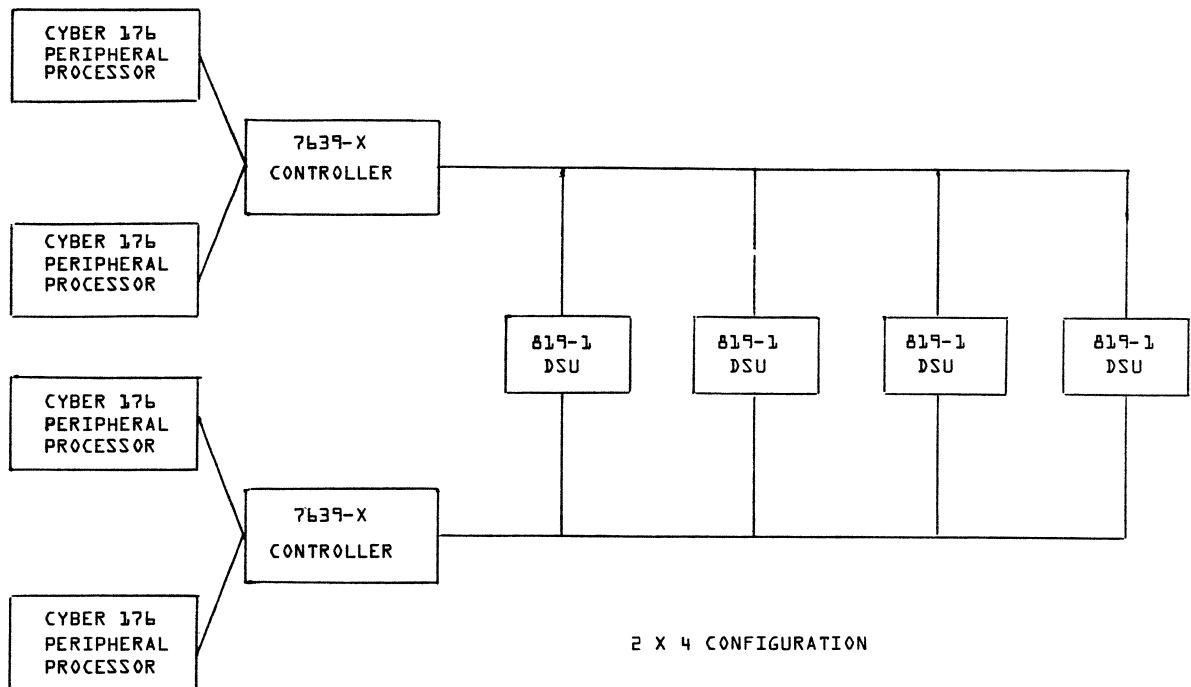 CYBER 176
PERIPHERAL
PROCESSOR
7639-X
CONTROLLER
CYBER 176
PERIPHERAL
PROCESSOR
819-1
DSU
819-1
DSU
819-1
DSU
819-1
DSU
CYBER 176
PERIPHERAL
PROCESSOR
7639-X
CONTROLLER
CYBER 176
PERIPHERAL
PROCESSOR
2 X 4 CONFIGURATION